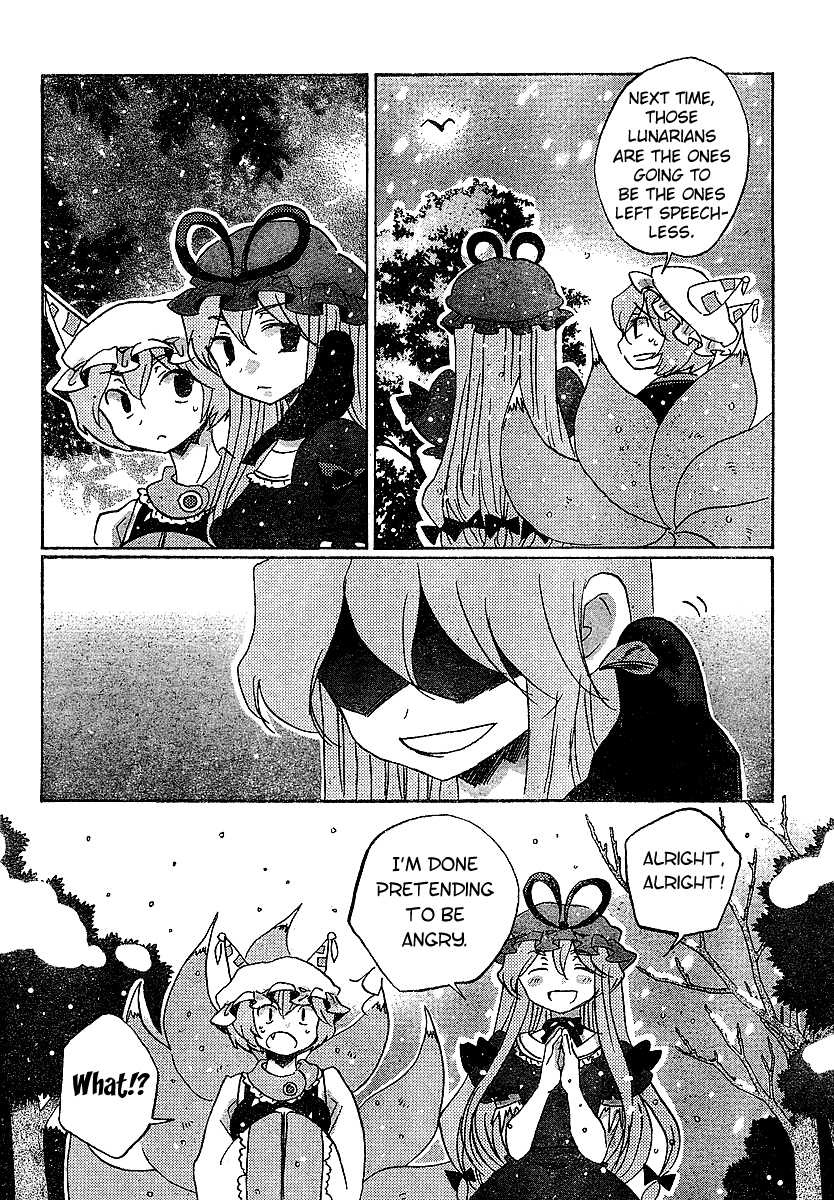 NEXT TIME,
THOSE
LUNARIANS
ARE THE ONES
GOING TO
BE THE ONES
LEFT SPEECH-
LESS.
ALRIGHT,
ALRIGHT!
I'M DONE
PRETENDING
TO BE
ANGRY.
What!?